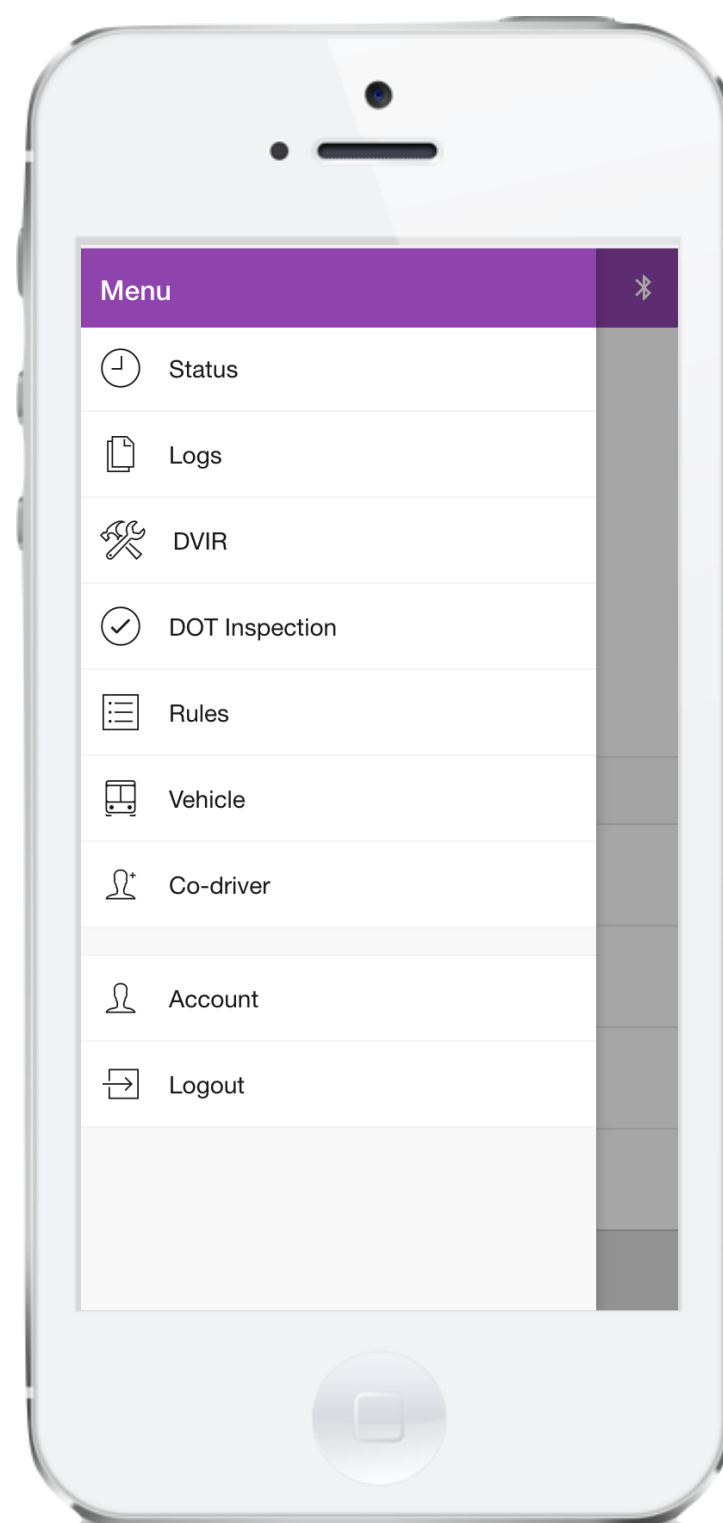 Menu
Status
Logs
DVIR
DOT Inspection
Rules
Vehicle
Co-driver
Account
Logout